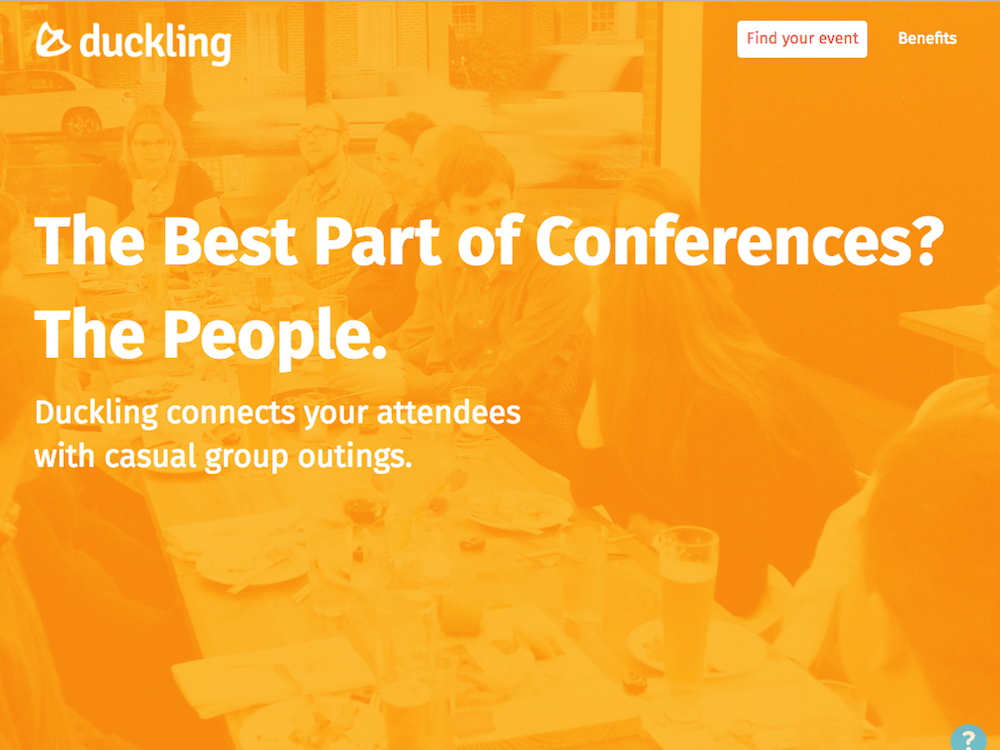 duckling
Find your event
Benefits
The Best Part of Conferences?
The People.
Duckling connects your attendees
with casual group outings.
?